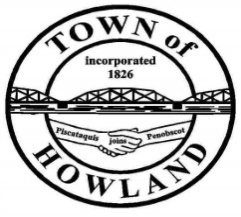 TOWN of
incorporated
1826
Piscataquis joins Penobscot
HOWLAND